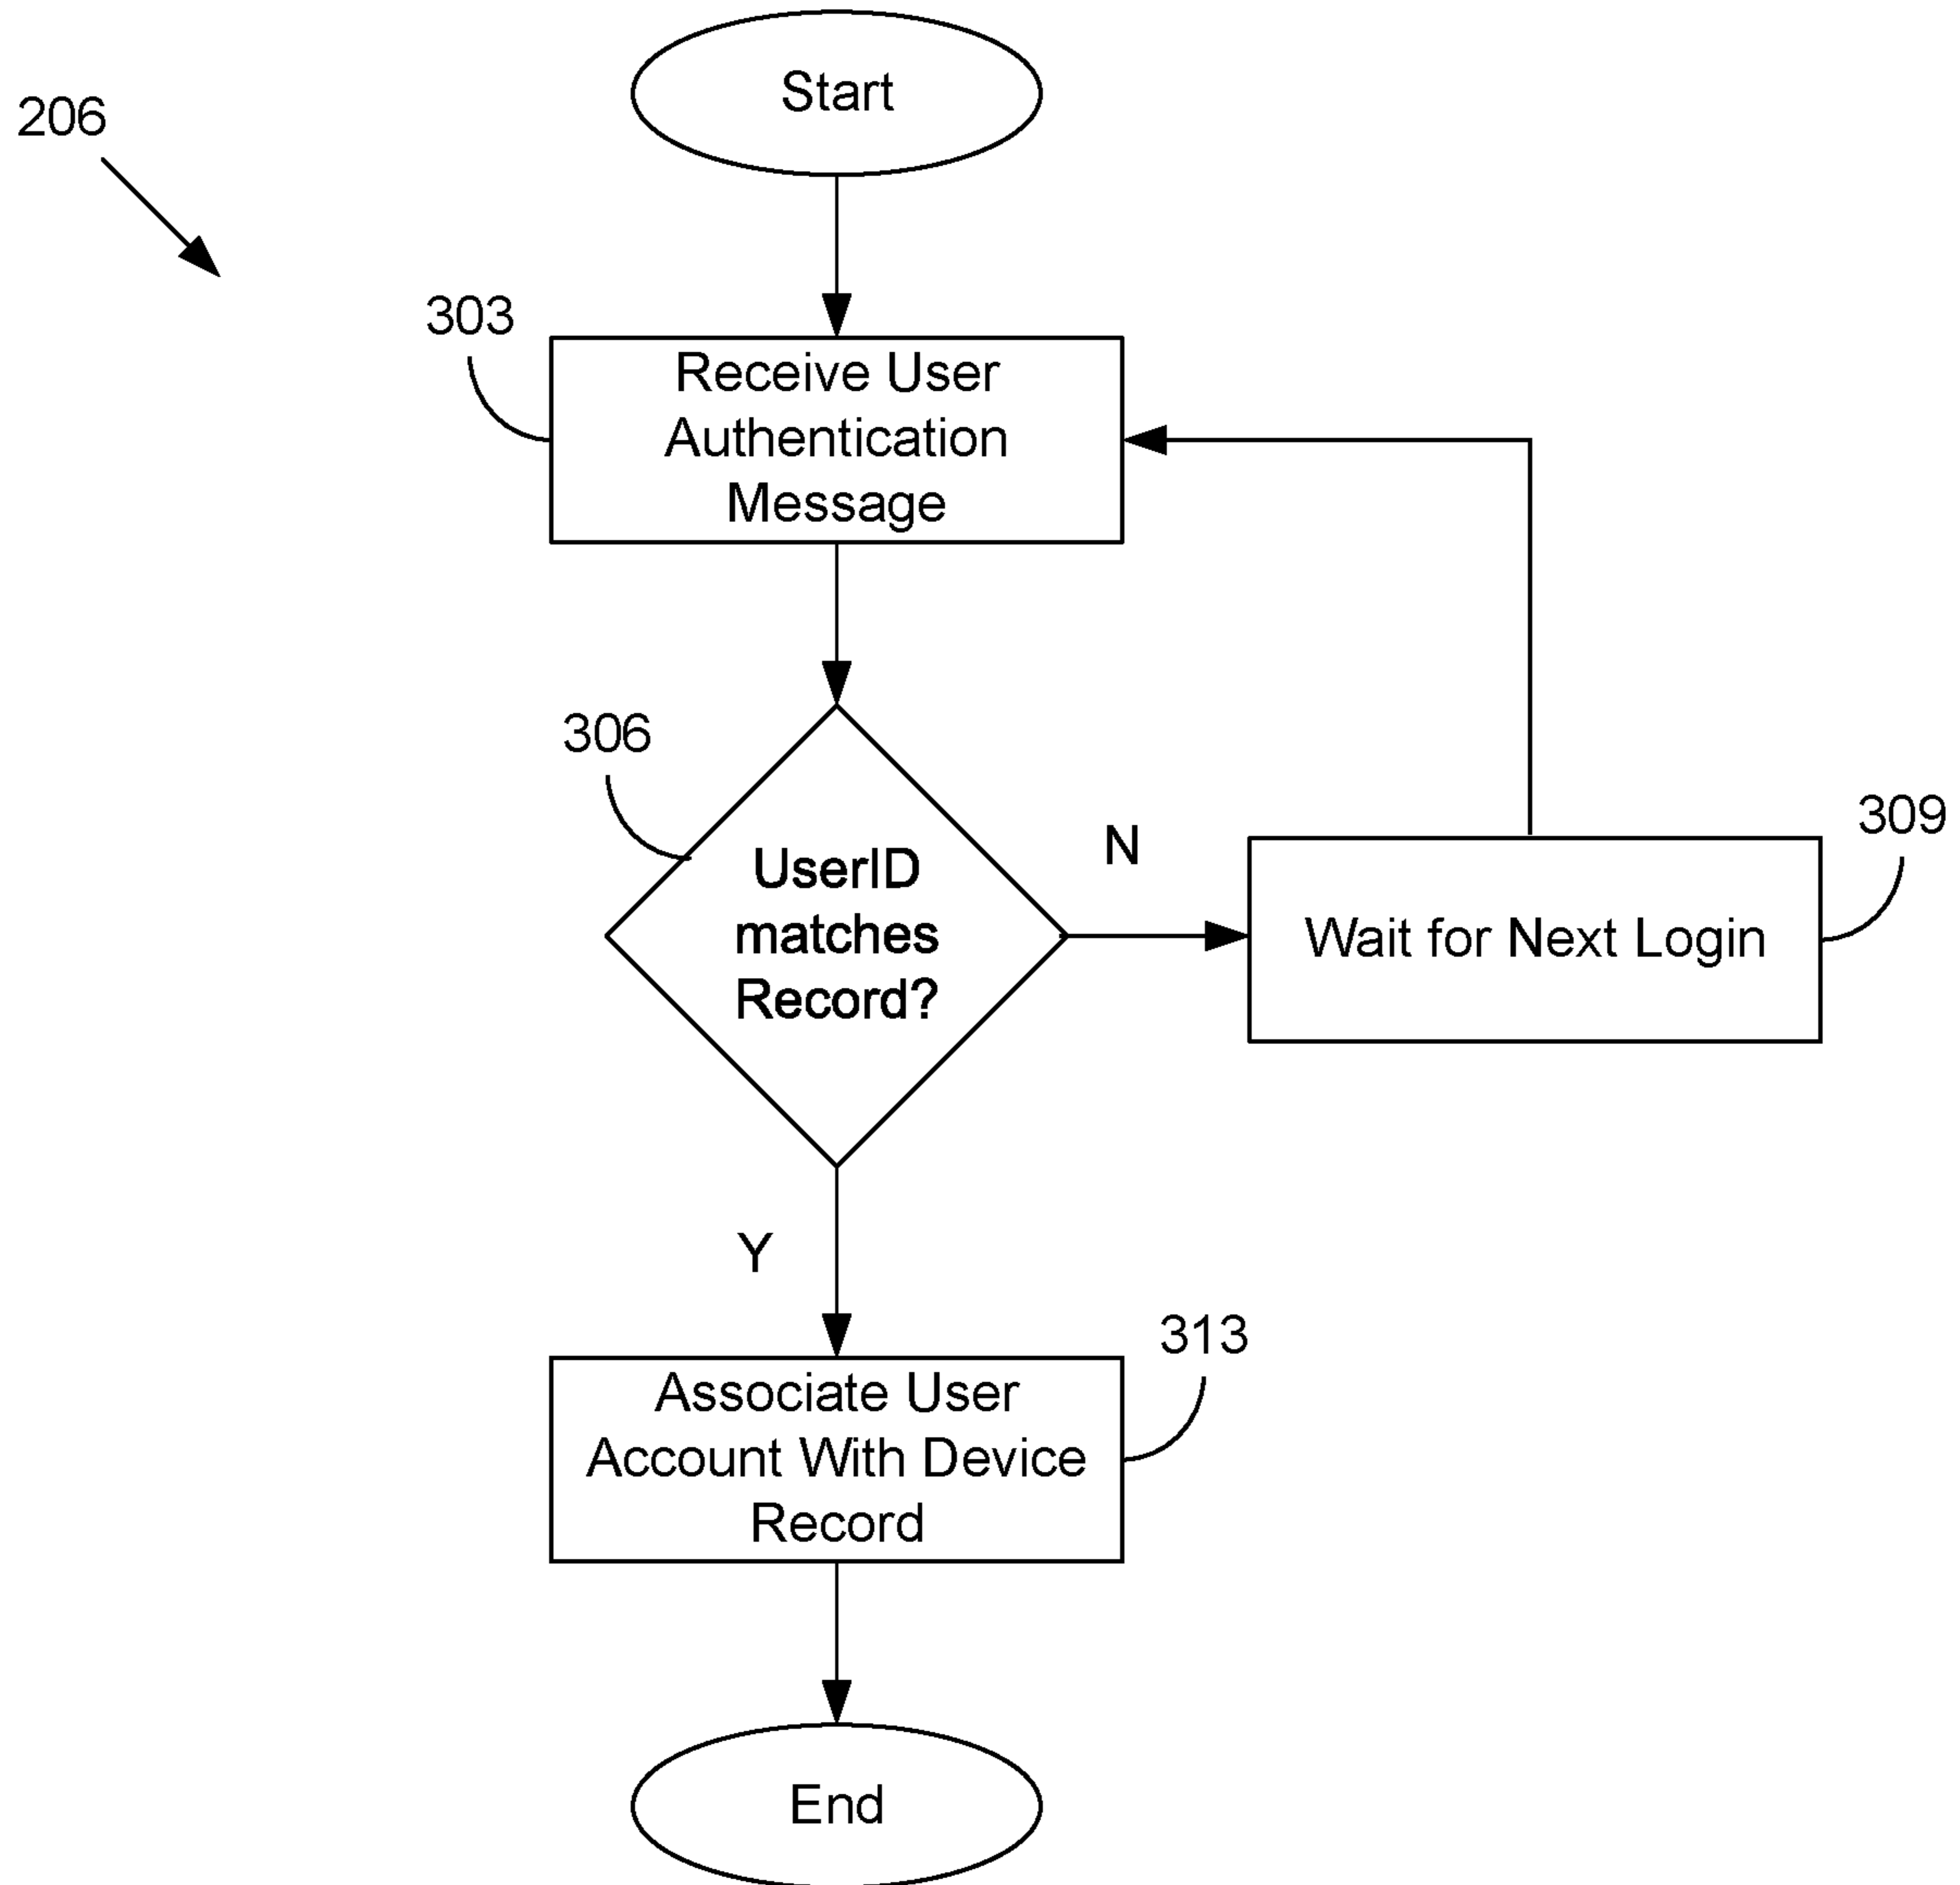 Start
206
303
Receive User
Authentication
Message
306
UserID
matches
Record?
N
309
Wait for Next Login
Y
313
Associate User
Account With Device
Record
End